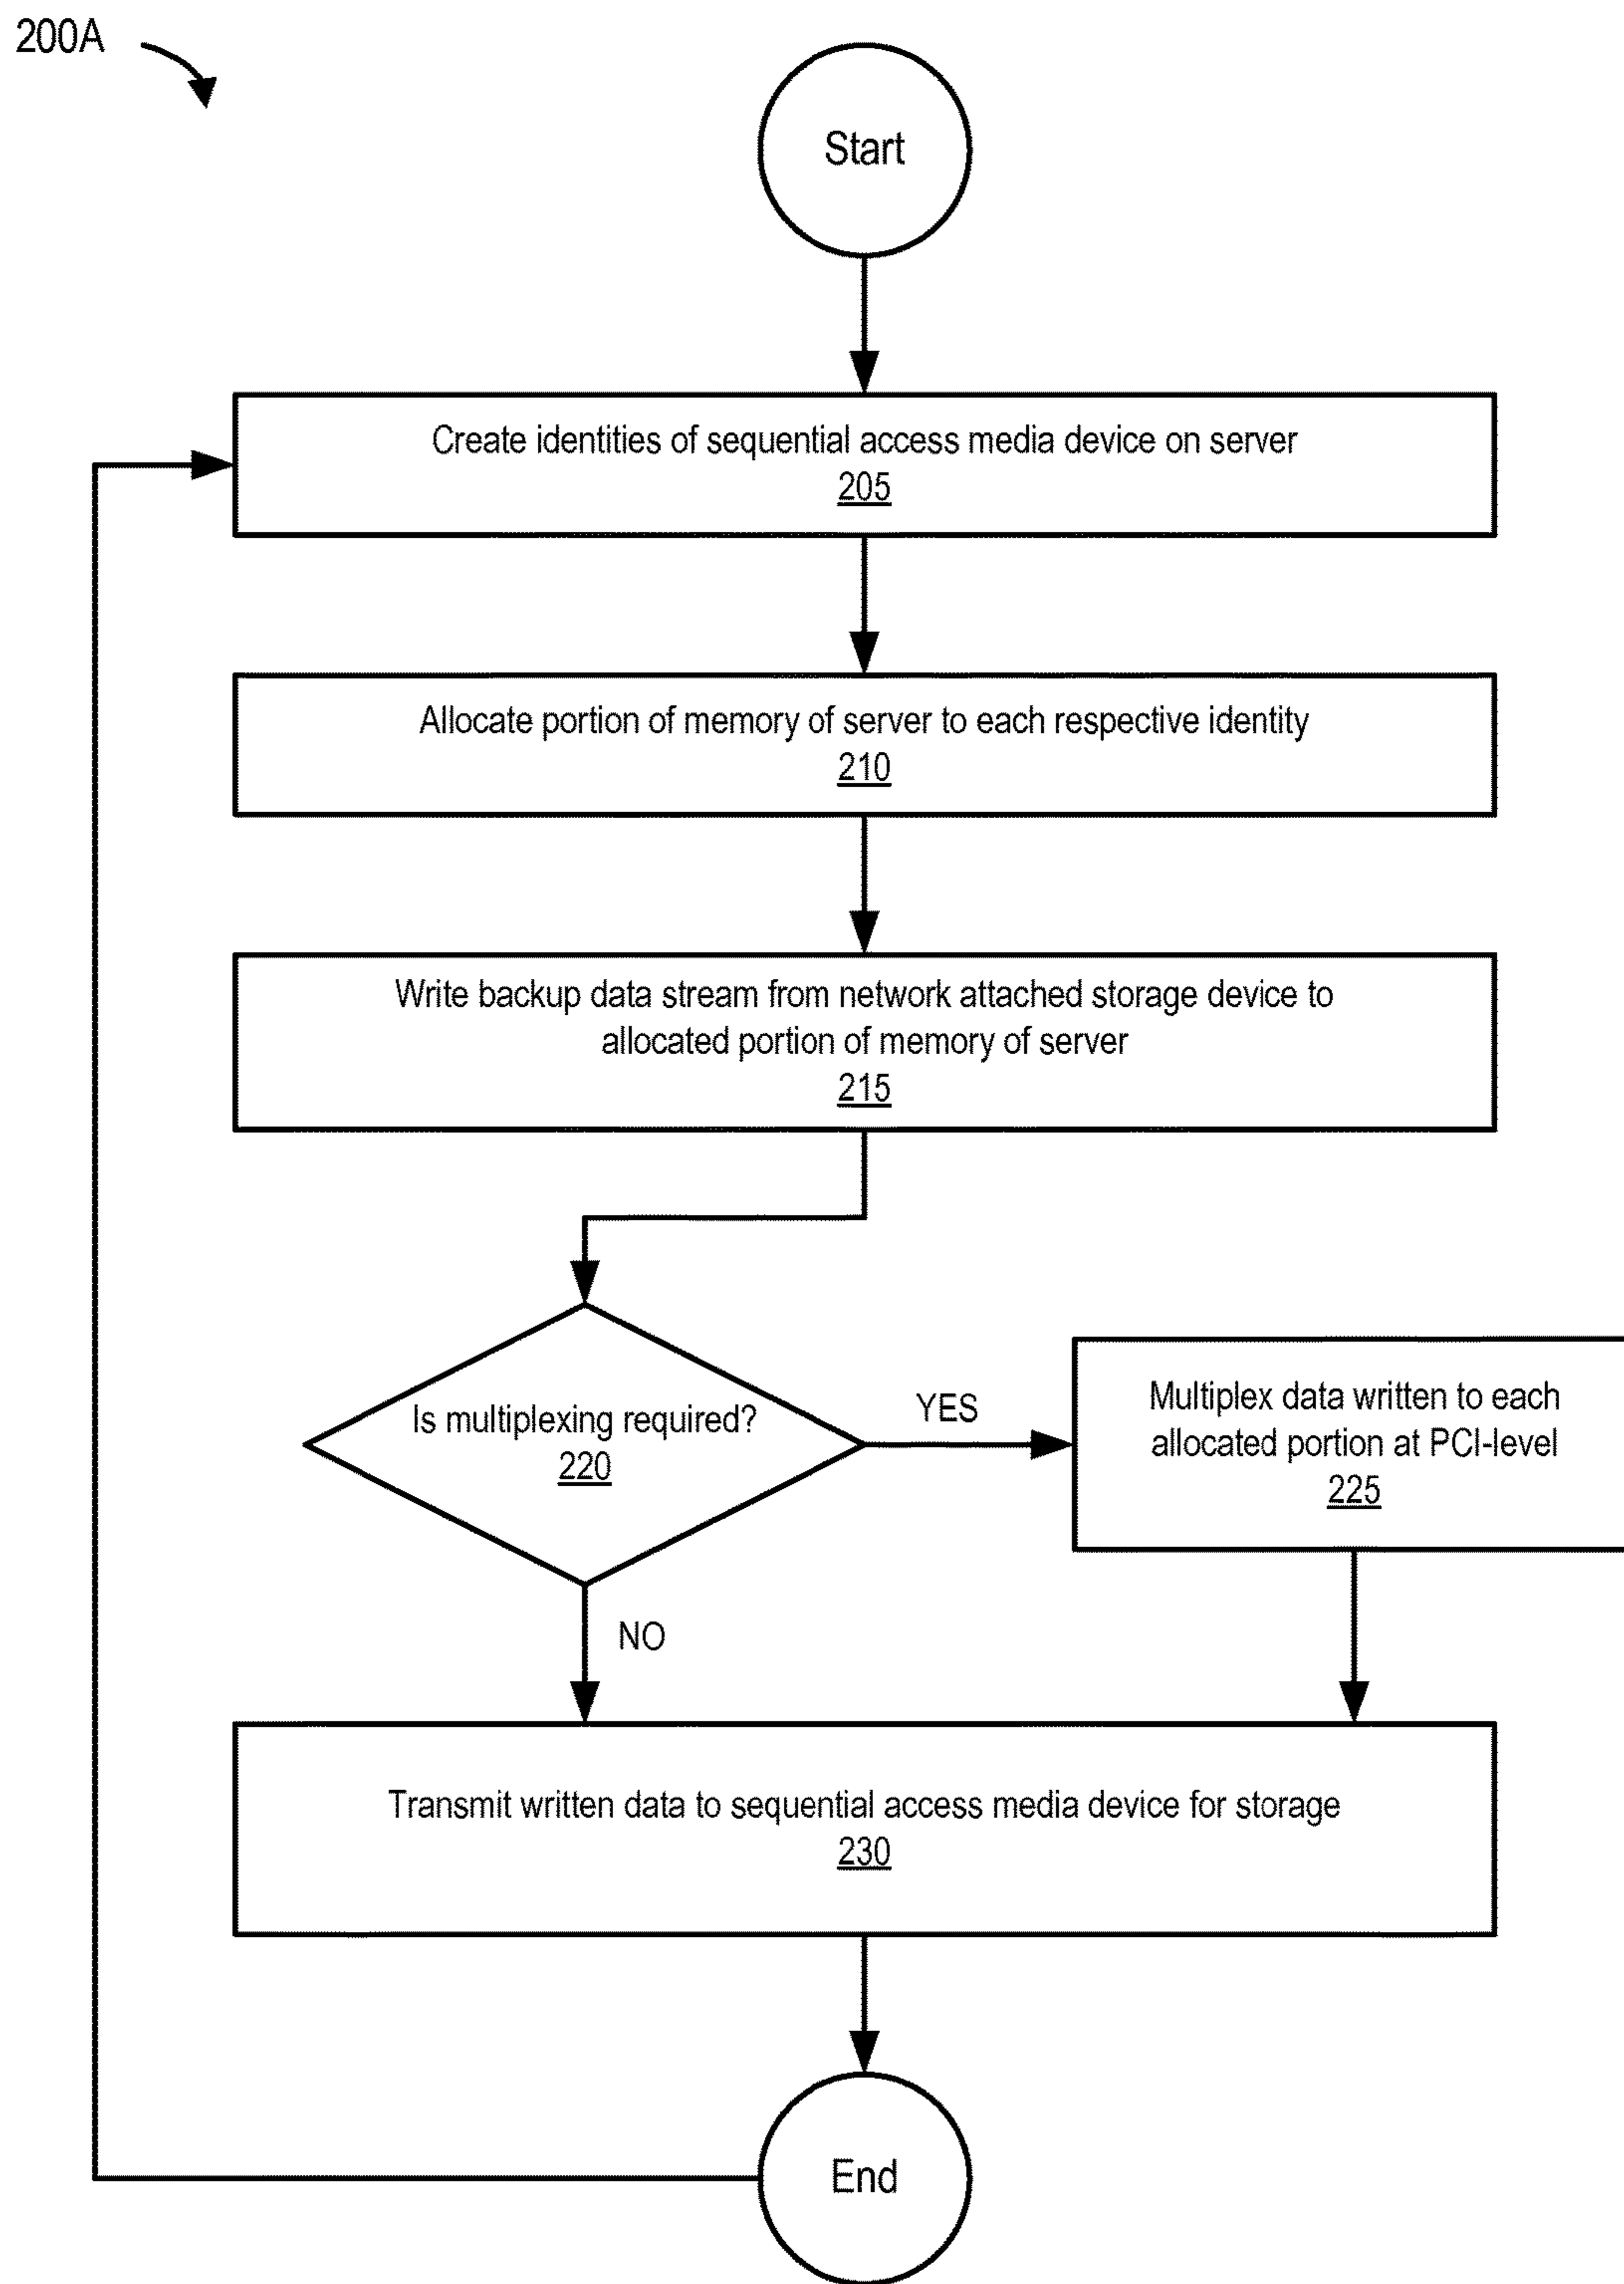 200A
Start
Create identities of sequential access media device on server
205
Allocate portion of memory of server to each respective identity
210
Write backup data stream from network attached storage device to
allocated portion of memory of server
215
Is multiplexing required?
220
YES
Multiplex data written to each
allocated portion at PCI-level
225
NO
Transmit written data to sequential access media device for storage
230
End